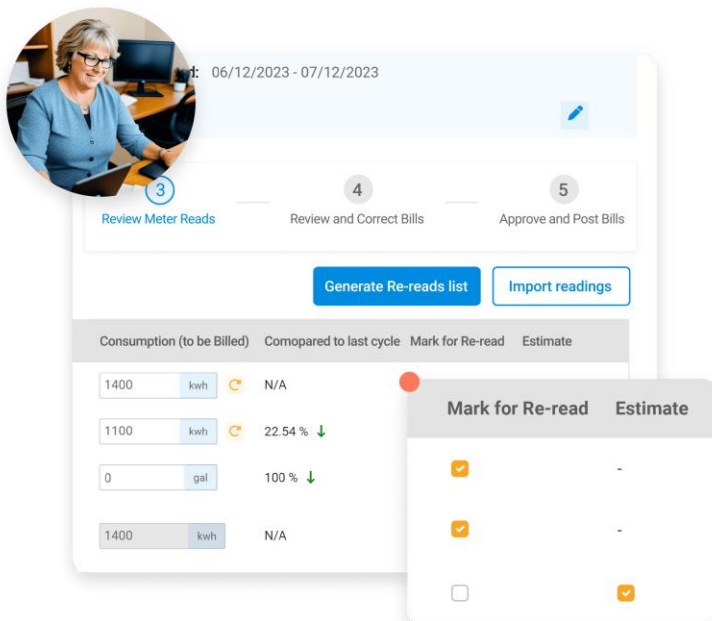 d: 06/12/2023 - 07/12/2023
3 4 5
Review Meter Reads Review and Correct Bills Approve and Post Bills
Generate Re-reads list Import readings
Consumption (to be Billed) Comopared to last cycle Mark for Re-read Estimate
1400 kwh N/A
1100 kwh 22.54 % ↓
0 gal 100 % ↓
1400 kwh N/A
Mark for Re-read Estimate
-
-